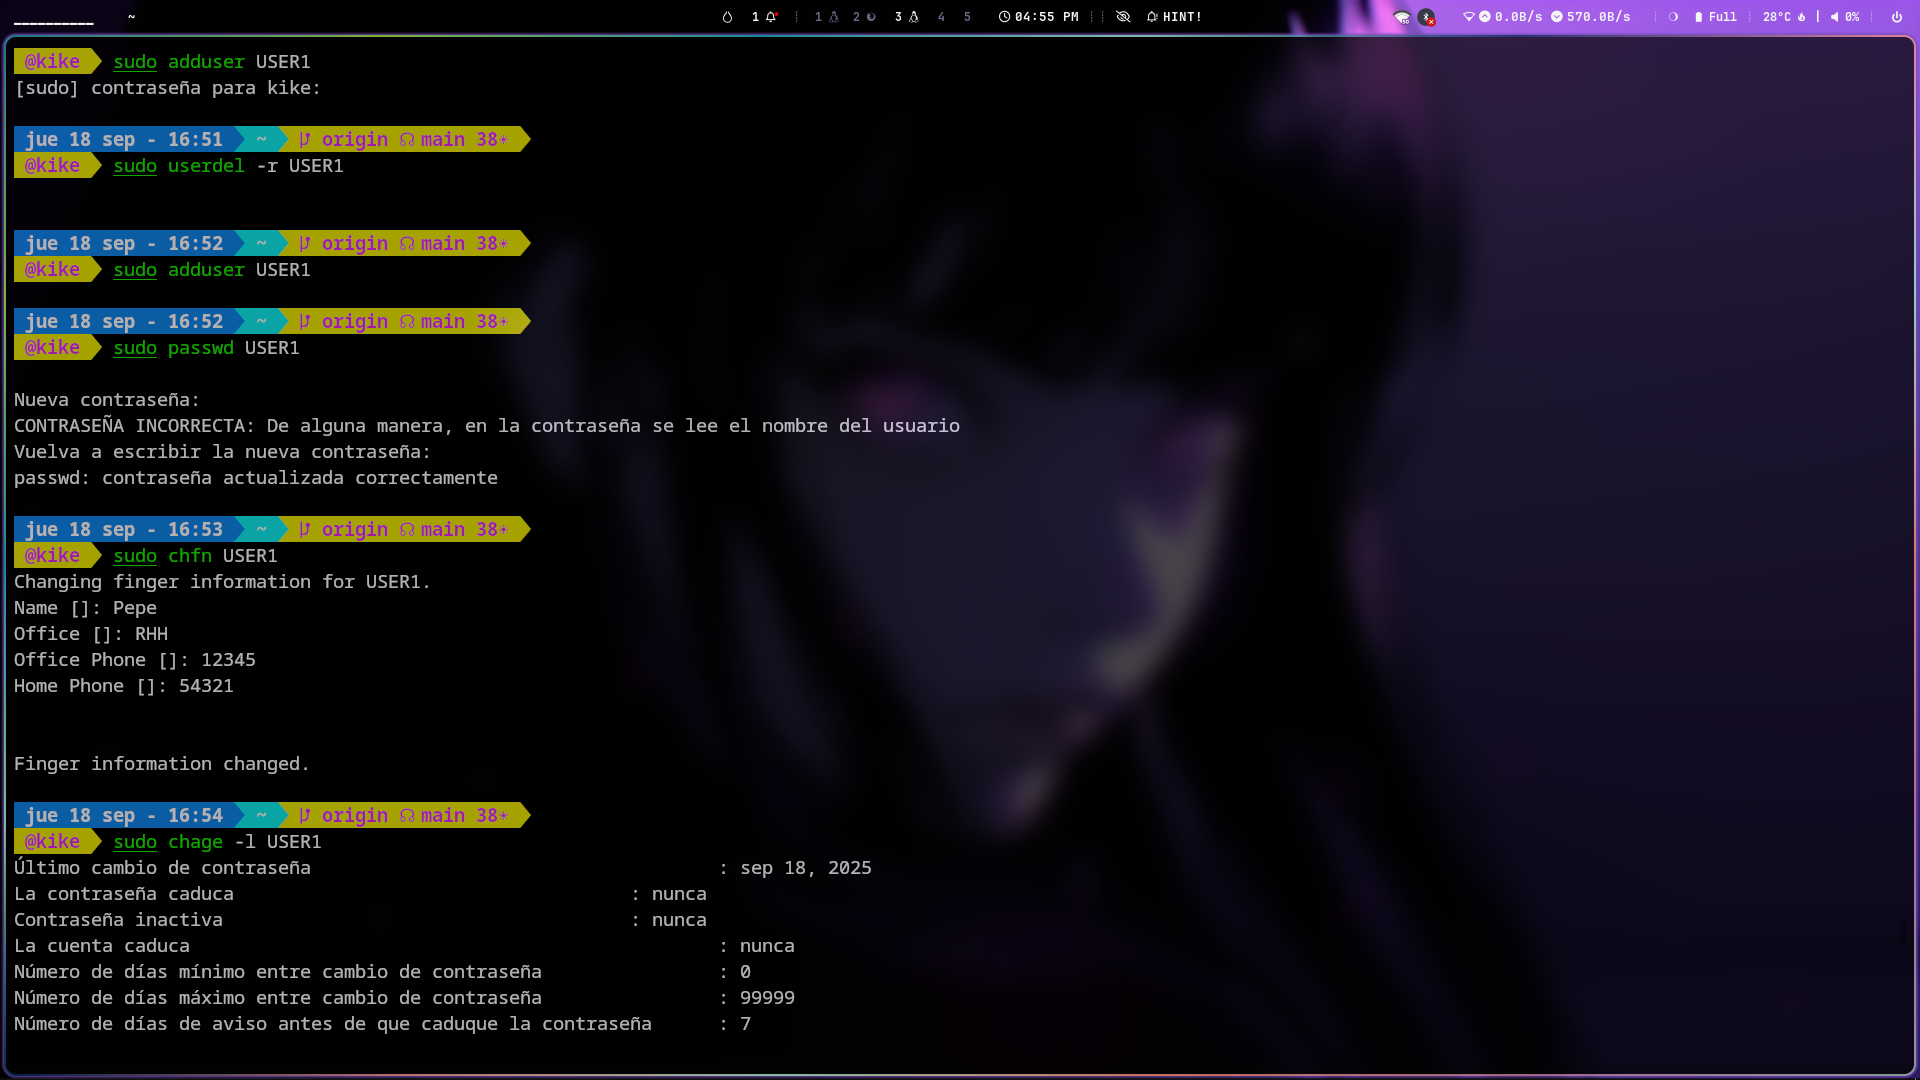 __________ ~ 1 1 2 3 4 5 04:55 PM HINT! 0.0B/s 570.0B/s Full 28°C 0%
@kike sudo adduser USER1
[sudo] contraseña para kike:
jue 18 sep - 16:51 ~ origin main 38
@kike sudo userdel -r USER1
jue 18 sep - 16:52 ~ origin main 38
@kike sudo adduser USER1
jue 18 sep - 16:52 ~ origin main 38
@kike sudo passwd USER1
Nueva contraseña:
CONTRASEÑA INCORRECTA: De alguna manera, en la contraseña se lee el nombre del usuario
Vuelva a escribir la nueva contraseña:
passwd: contraseña actualizada correctamente
jue 18 sep - 16:53 ~ origin main 38
@kike sudo chfn USER1
Changing finger information for USER1.
Name []: Pepe
Office []: RHH
Office Phone []: 12345
Home Phone []: 54321
Finger information changed.
jue 18 sep - 16:54 ~ origin main 38
@kike sudo chage -l USER1
Último cambio de contraseña : sep 18, 2025
La contraseña caduca : nunca
Contraseña inactiva : nunca
La cuenta caduca : nunca
Número de días mínimo entre cambio de contraseña : 0
Número de días máximo entre cambio de contraseña : 99999
Número de días de aviso antes de que caduque la contraseña : 7